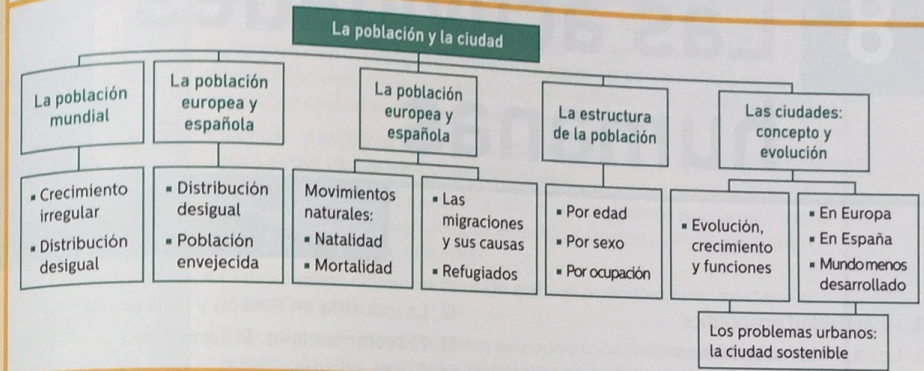 La población y la ciudad
La población
mundial
La población
europea y
española
La población
europea y
española
La estructura
de la población
Las ciudades:
concepto y
evolución
▪ Crecimiento
irregular
▪ Distribución
desigual
▪ Distribución
desigual
▪ Población
envejecida
Movimientos
naturales:
▪ Natalidad
▪ Mortalidad
▪ Las
migraciones
y sus causas
▪ Refugiados
▪ Por edad
▪ Por sexo
▪ Por ocupación
▪ Evolución,
crecimiento
y funciones
▪ En Europa
▪ En España
▪ Mundo menos
desarrollado
Los problemas urbanos:
la ciudad sostenible